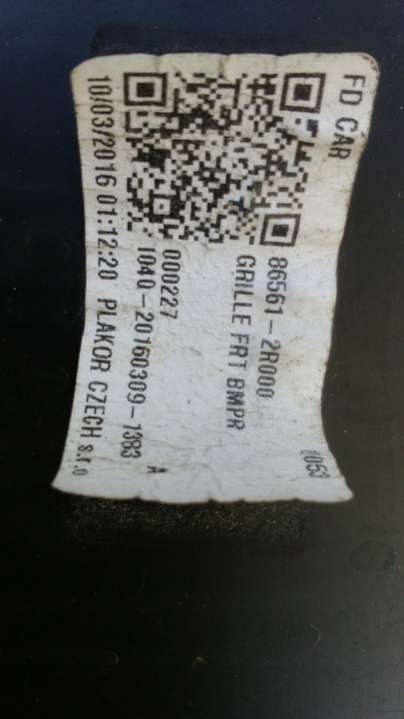 FD CAR
86561-2R000
GRILLE FRT BMPR
000227
1040-20160309-1383 A
10/03/2016 01:12:20 PLAKOR CZECH s.r.o